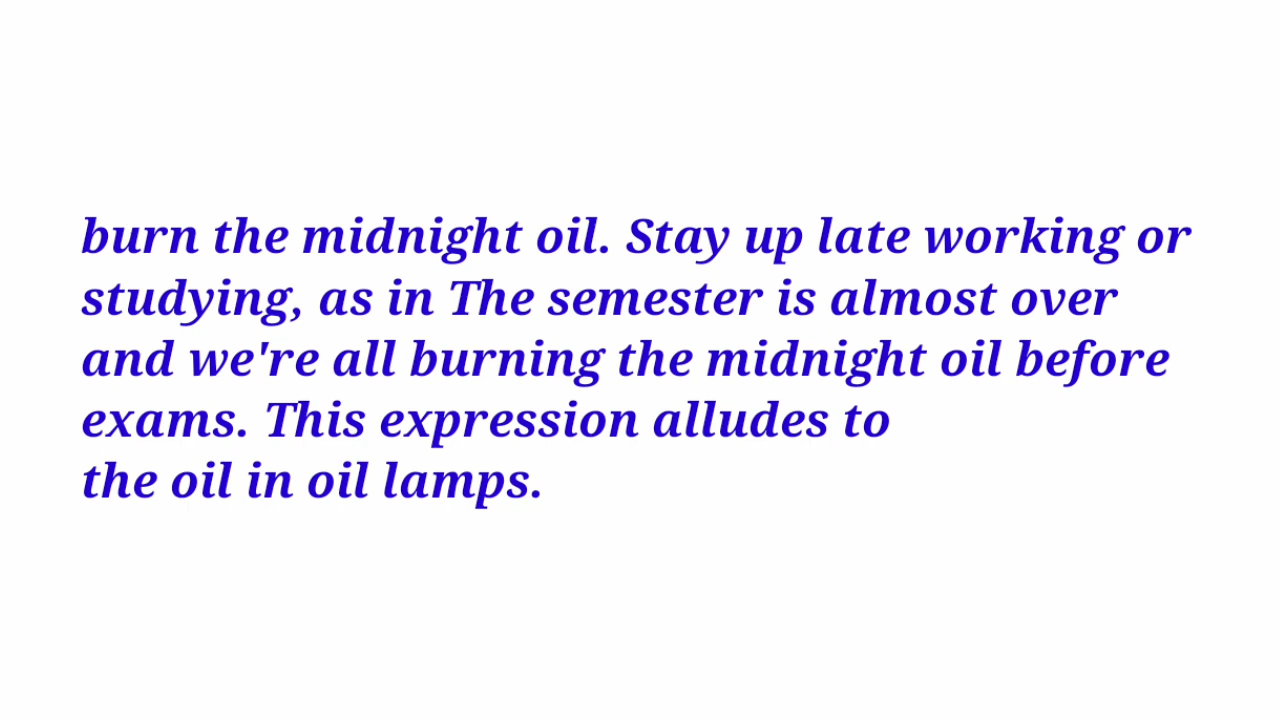 burn the midnight oil. Stay up late working or
studying, as in The semester is almost over
and we're all burning the midnight oil before
exams. This expression alludes to
the oil in oil lamps.